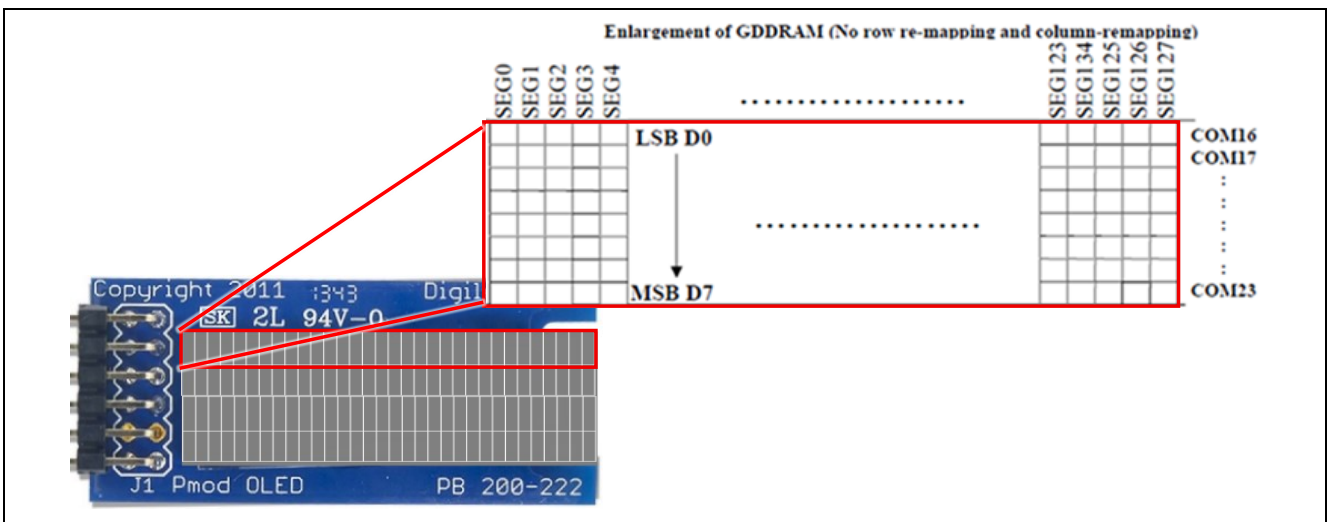 Enlargement of GDDRAM (No row re-mapping and column-remapping)
SEG0
SEG1
SEG2
SEG3
SEG4
....................
SEG123
SEG134
SEG125
SEG126
SEG127
LSB D0
COM16
COM17
:
:
....................
:
:
:
MSB D7
COM23
Copyright 2011 1343 Digil
SK 2L 94V-0
J1 Pmod OLED PB 200-222